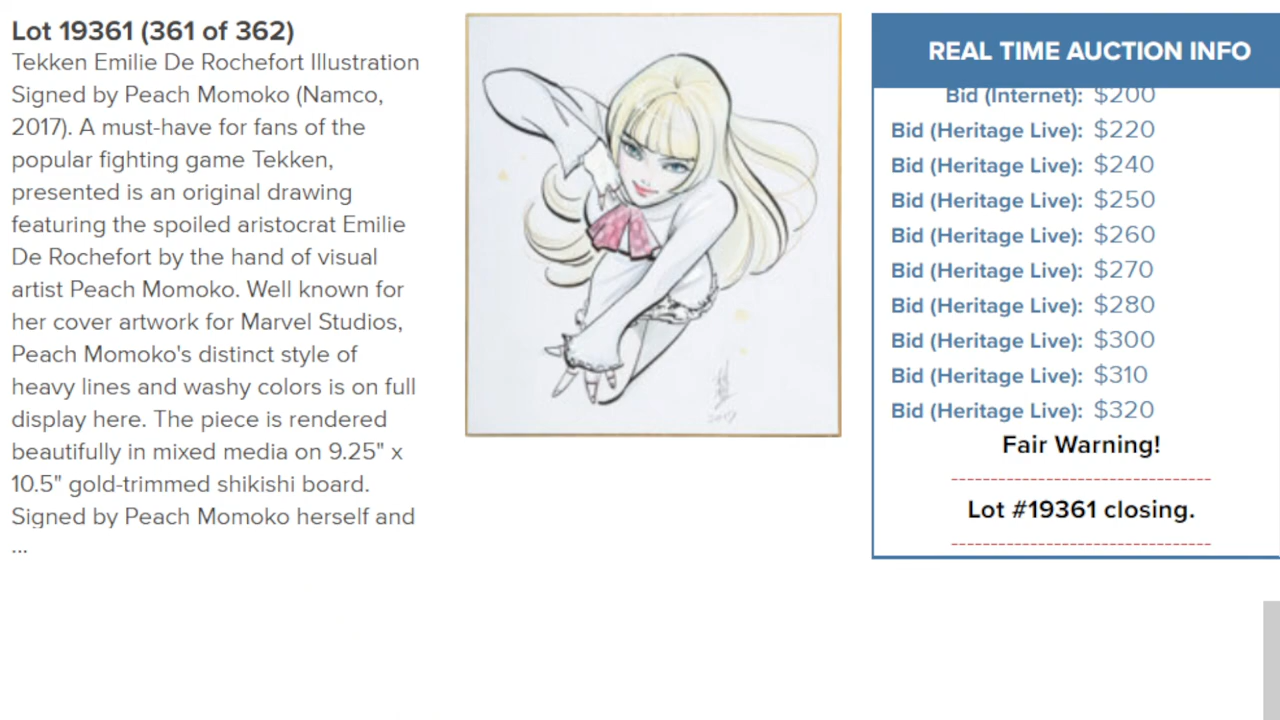 Lot 19361 (361 of 362)
Tekken Emilie De Rochefort Illustration
Signed by Peach Momoko (Namco,
2017). A must-have for fans of the
popular fighting game Tekken,
presented is an original drawing
featuring the spoiled aristocrat Emilie
De Rochefort by the hand of visual
artist Peach Momoko. Well known for
her cover artwork for Marvel Studios,
Peach Momoko's distinct style of
heavy lines and washy colors is on full
display here. The piece is rendered
beautifully in mixed media on 9.25" x
10.5" gold-trimmed shikishi board.
Signed by Peach Momoko herself and
...
2017
REAL TIME AUCTION INFO
Bid (Internet): $200
Bid (Heritage Live): $220
Bid (Heritage Live): $240
Bid (Heritage Live): $250
Bid (Heritage Live): $260
Bid (Heritage Live): $270
Bid (Heritage Live): $280
Bid (Heritage Live): $300
Bid (Heritage Live): $310
Bid (Heritage Live): $320
Fair Warning!
Lot #19361 closing.